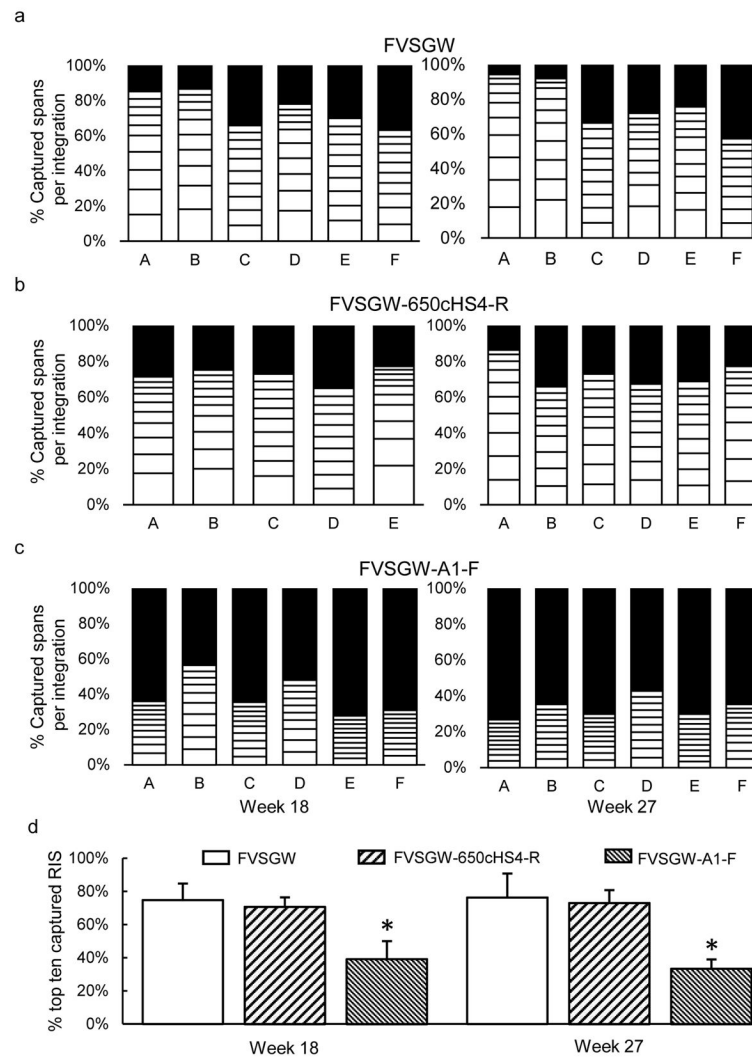 a
FVSGW
% Captured spans
per integration
100%
80%
60%
40%
20%
0%
A B C D E F
100%
80%
60%
40%
20%
0%
A B C D E F
b
FVSGW-650cHS4-R
% Captured spans
per integration
100%
80%
60%
40%
20%
0%
A B C D E
100%
80%
60%
40%
20%
0%
A B C D E F
c
FVSGW-A1-F
% Captured spans
per integration
100%
80%
60%
40%
20%
0%
A B C D E F
Week 18
100%
80%
60%
40%
20%
0%
A B C D E F
Week 27
d
% top ten captured RIS
100%
80%
60%
40%
20%
0%
FVSGW FVSGW-650cHS4-R FVSGW-A1-F
* *
Week 18 Week 27